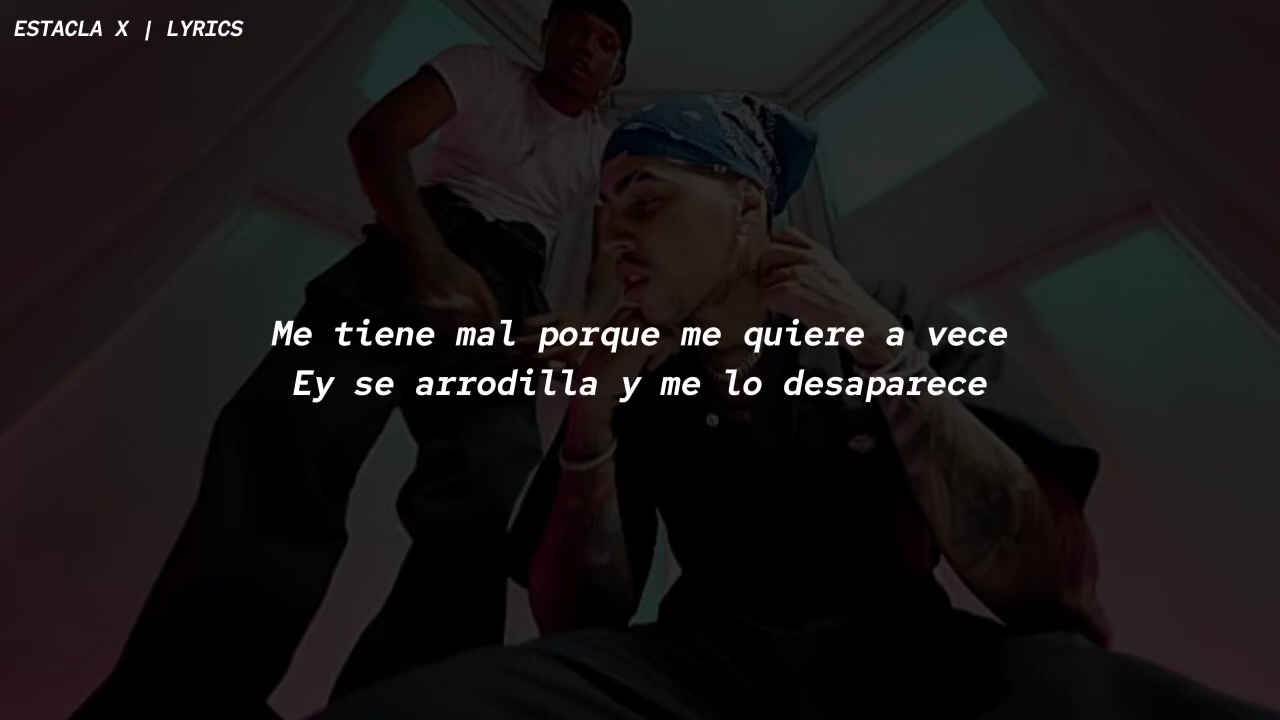 ESTACLA X | LYRICS
Me tiene mal porque me quiere a vece
Ey se arrodilla y me lo desaparece